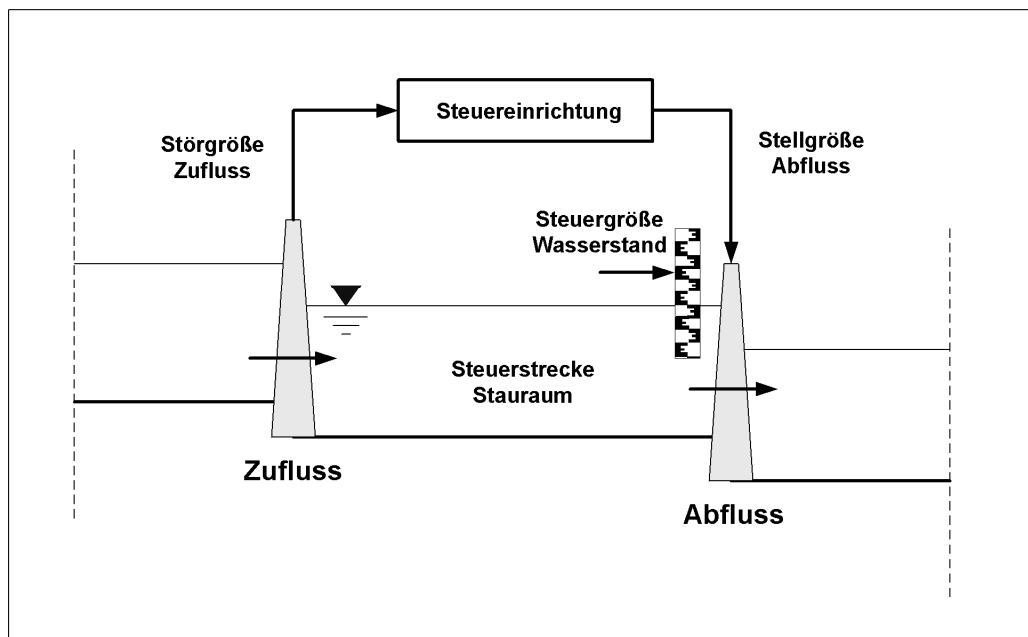 Steuereinrichtung
Störgröße
Zufluss
Stellgröße
Abfluss
Steuergröße
Wasserstand
Steuerstrecke
Stauraum
Zufluss
Abfluss